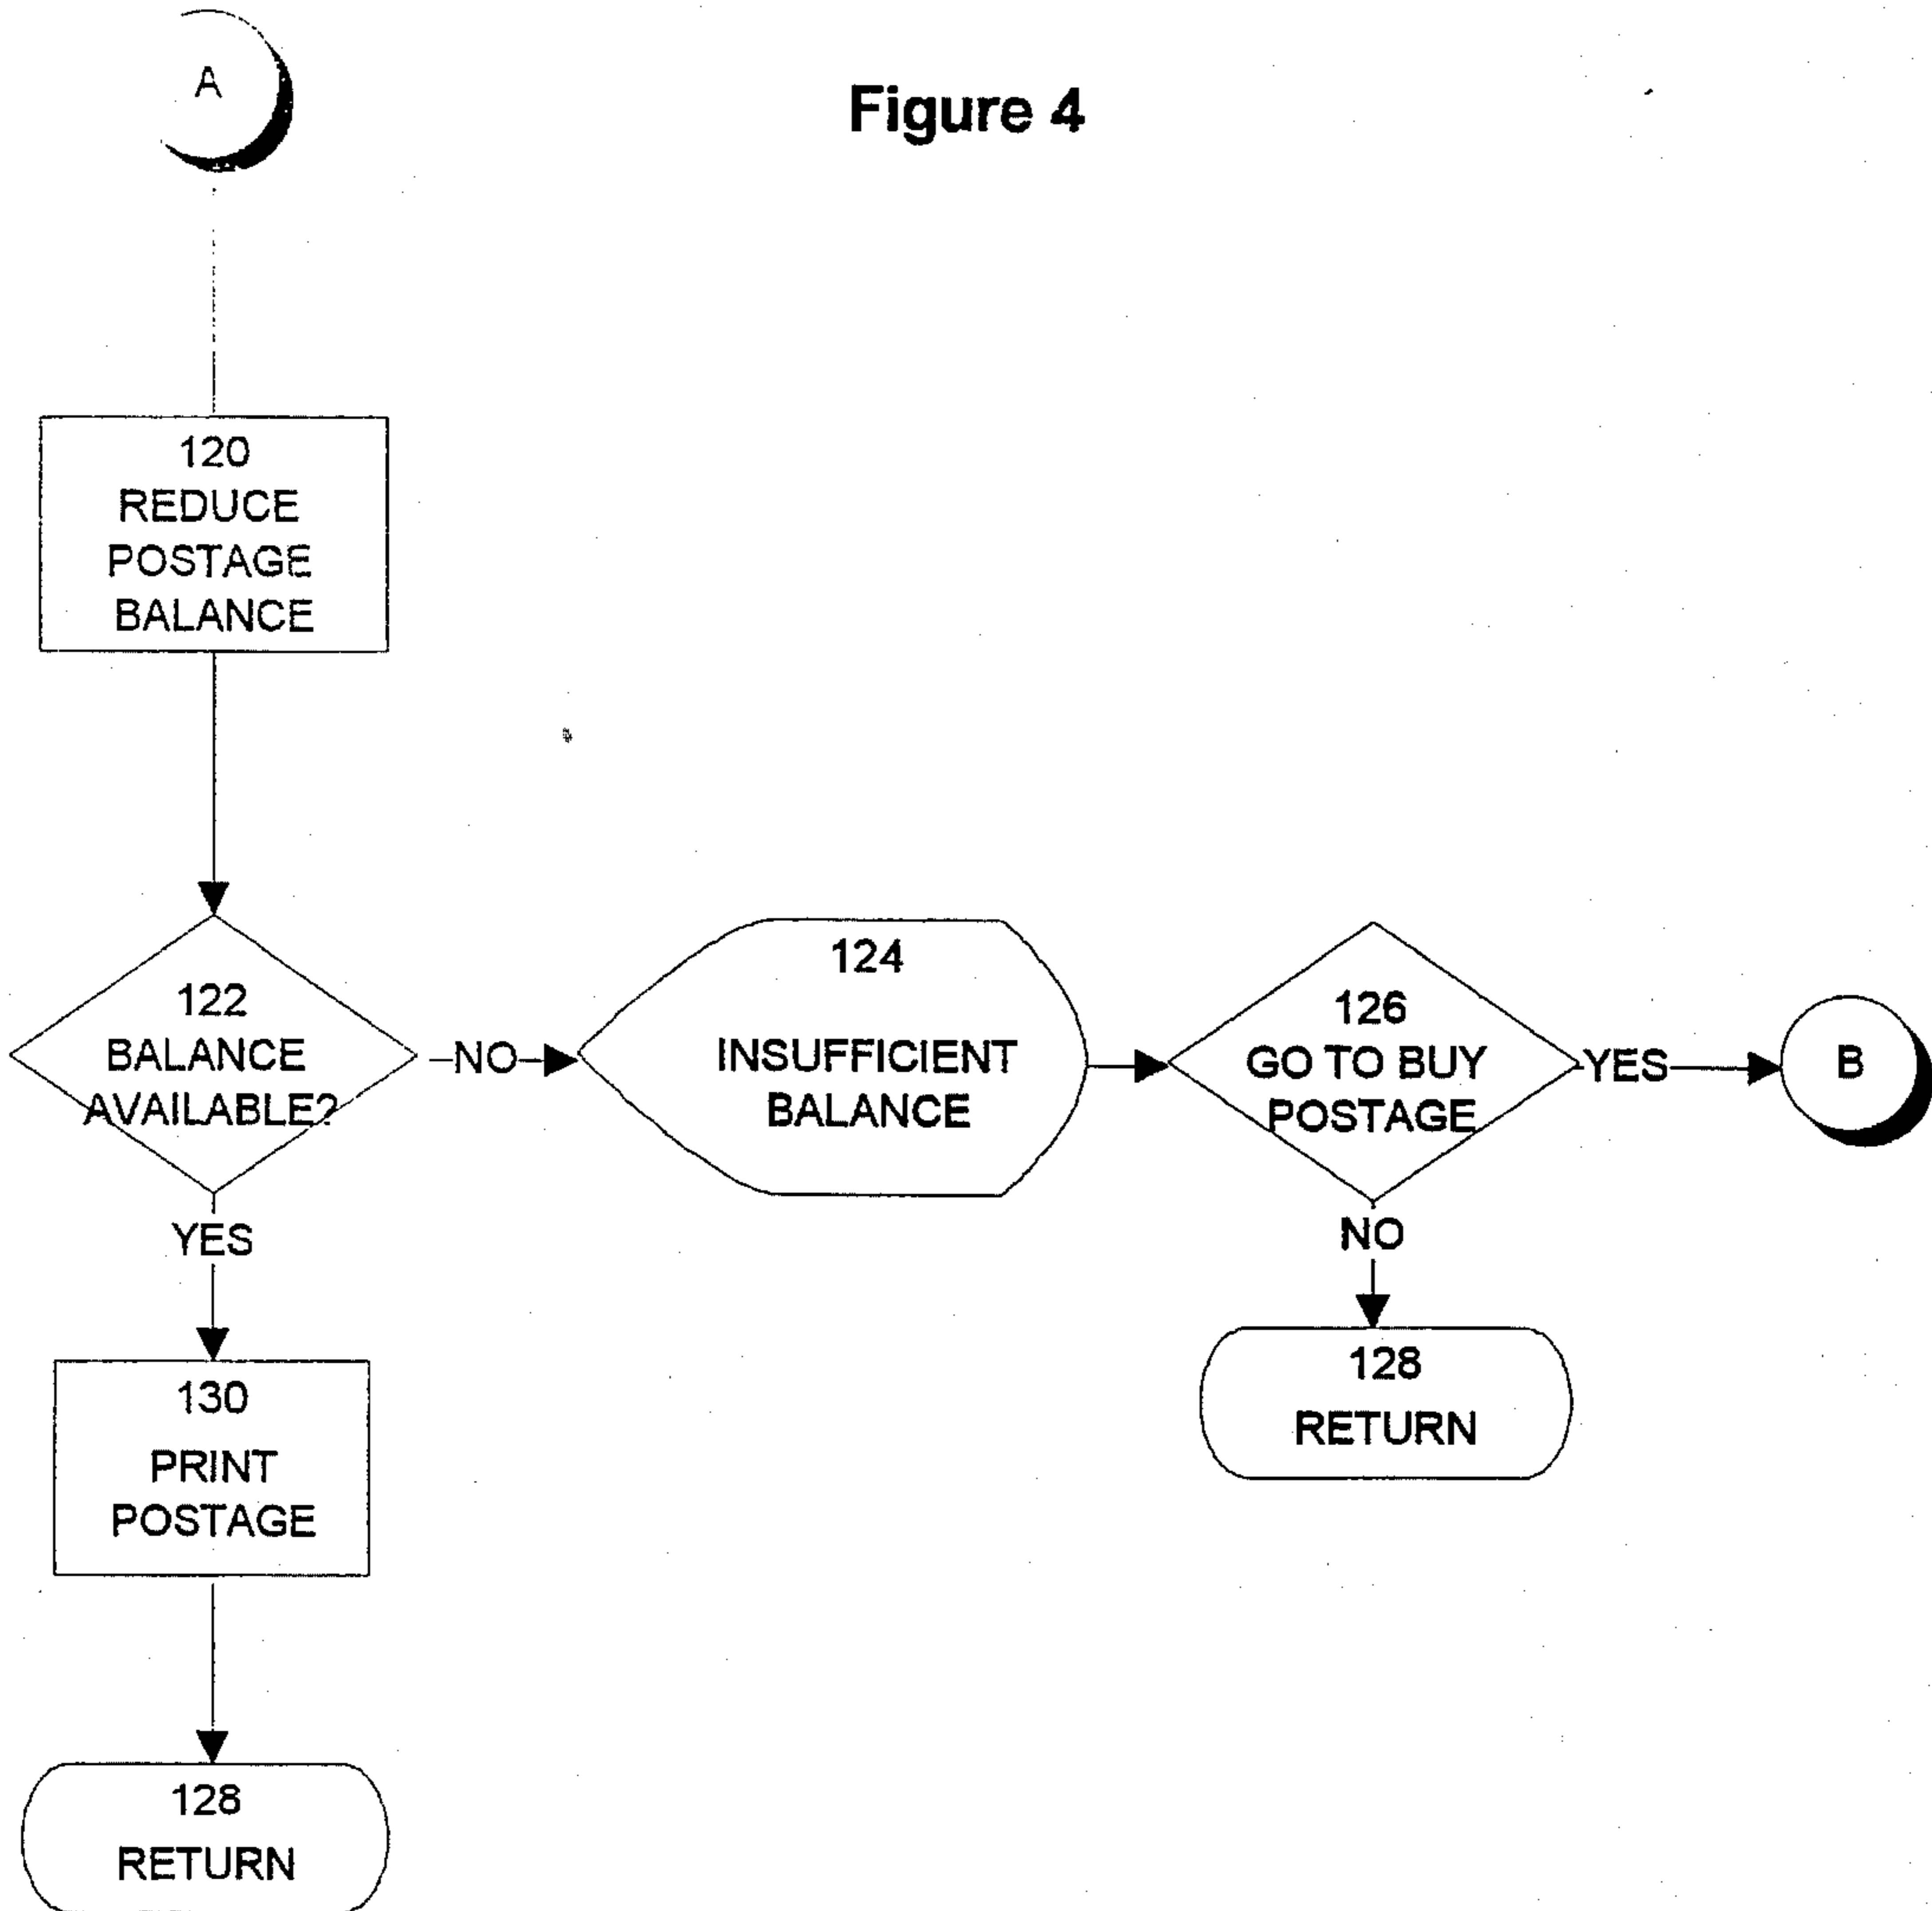 A
Figure 4
120
REDUCE
POSTAGE
BALANCE
122
BALANCE
AVAILABLE?
NO
124
INSUFFICIENT
BALANCE
126
GO TO BUY
POSTAGE
YES
B
YES
NO
130
PRINT
POSTAGE
128
RETURN
128
RETURN